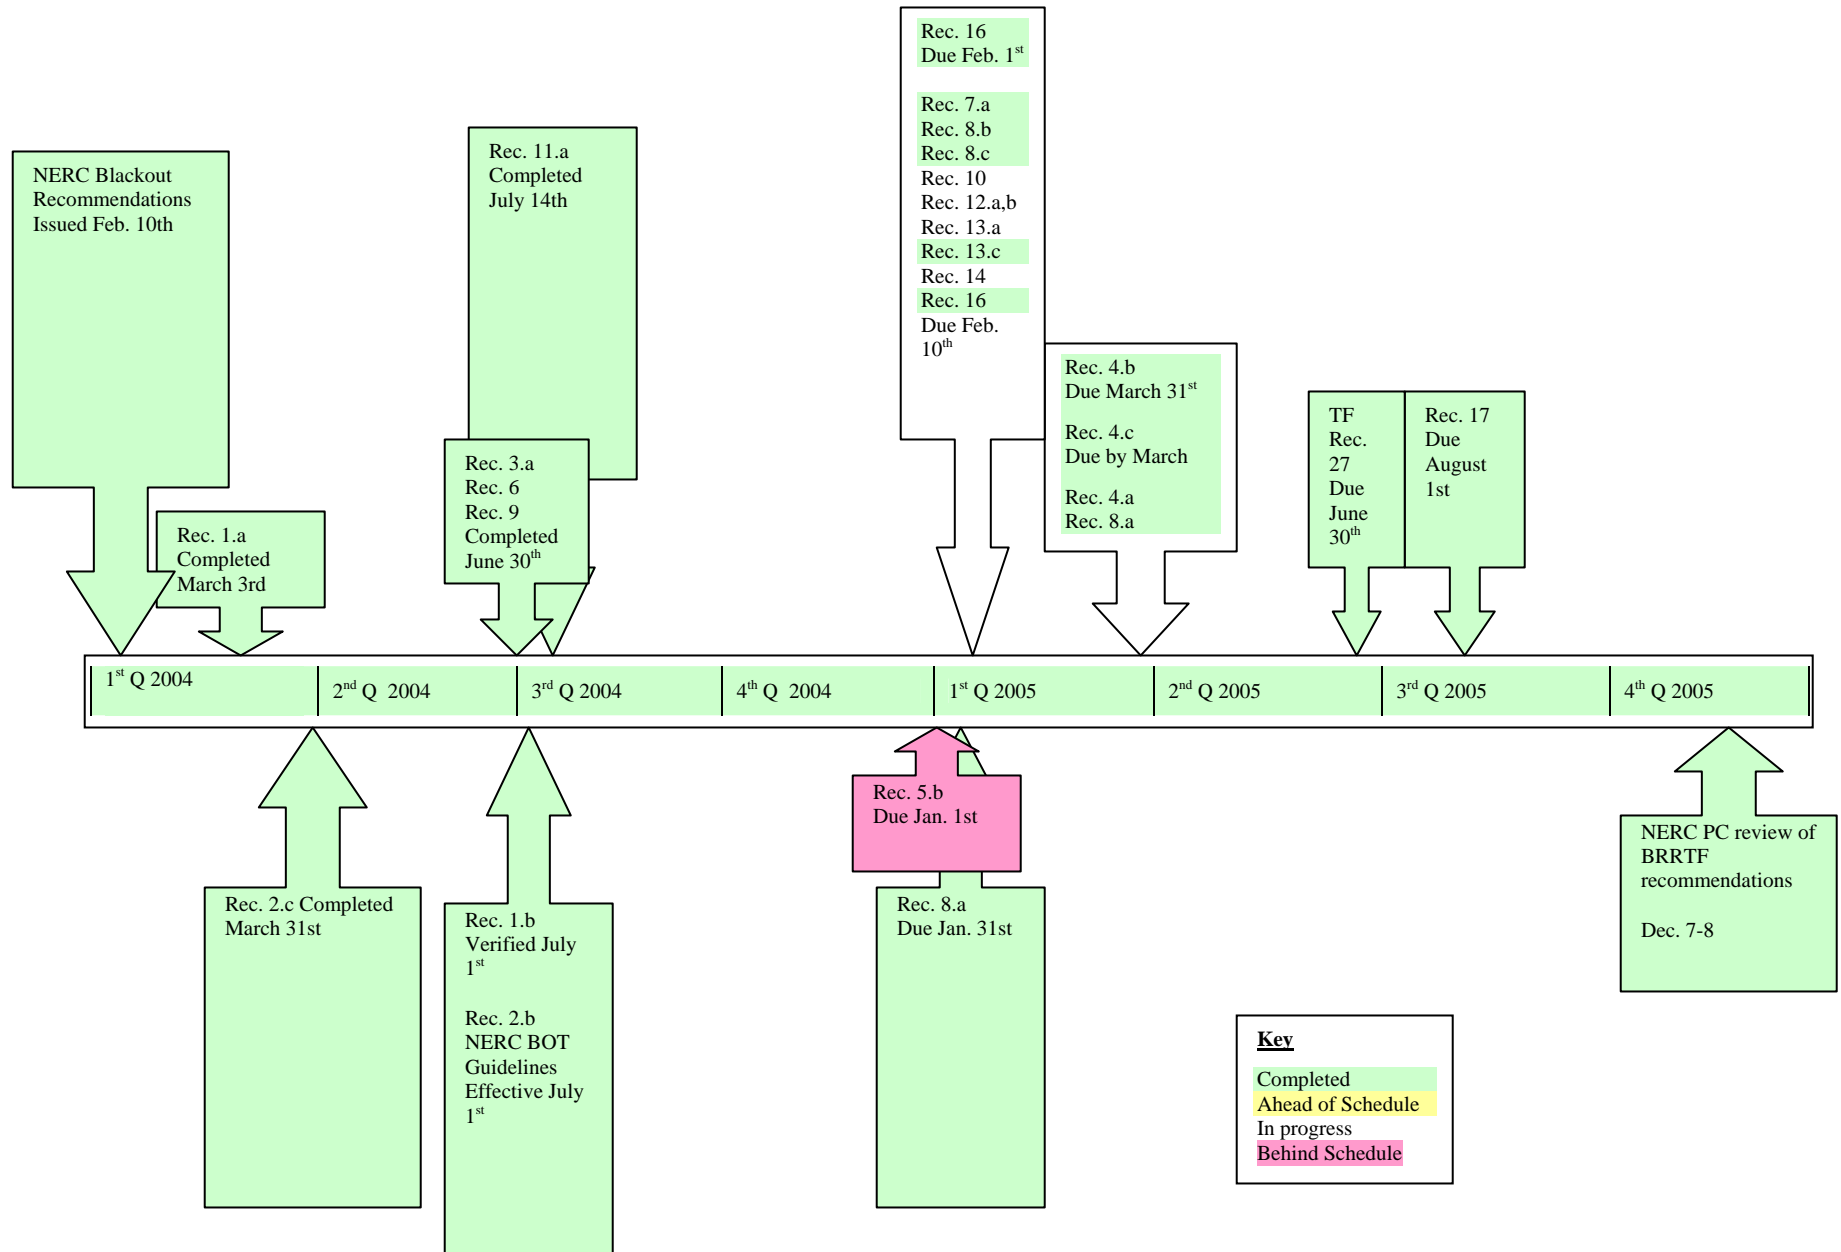 NERC Blackout
Recommendations
Issued Feb. 10th
Rec. 1.a
Completed
March 3rd
Rec. 11.a
Completed
July 14th
Rec. 3.a
Rec. 6
Rec. 9
Completed
June 30th
Rec. 16
Due Feb. 1st
Rec. 7.a
Rec. 8.b
Rec. 8.c
Rec. 10
Rec. 12.a,b
Rec. 13.a
Rec. 13.c
Rec. 14
Rec. 16
Due Feb.
10th
Rec. 4.b
Due March 31st
Rec. 4.c
Due by March
Rec. 4.a
Rec. 8.a
TF
Rec.
27
Due
June
30th
Rec. 17
Due
August
1st
1st Q 2004
2nd Q 2004
3rd Q 2004
4th Q 2004
1st Q 2005
2nd Q 2005
3rd Q 2005
4th Q 2005
Rec. 2.c Completed
March 31st
Rec. 1.b
Verified July
1st
Rec. 2.b
NERC BOT
Guidelines
Effective July
1st
Rec. 5.b
Due Jan. 1st
Rec. 8.a
Due Jan. 31st
NERC PC review of
BRRTF
recommendations
Dec. 7-8
Key
Completed
Ahead of Schedule
In progress
Behind Schedule